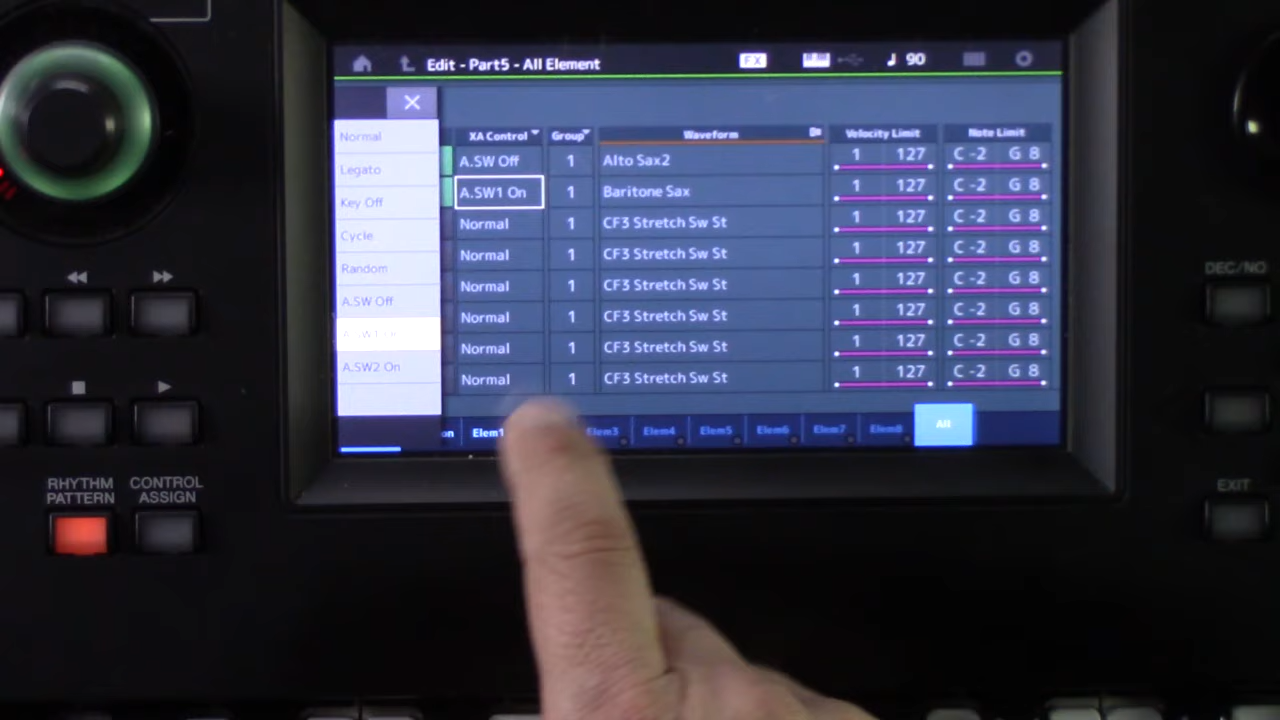 Edit - Part5 - All Element
FX
90
Normal
Legato
Key Off
Cycle
Random
A.SW Off
A.SW1 On
A.SW2 On
XA Control Group Waveform Velocity Limit Note Limit
A.SW Off 1 Alto Sax2 1 127 C -2 G 8
A.SW1 On 1 Baritone Sax 1 127 C -2 G 8
Normal 1 CF3 Stretch Sw St 1 127 C -2 G 8
Normal 1 CF3 Stretch Sw St 1 127 C -2 G 8
Normal 1 CF3 Stretch Sw St 1 127 C -2 G 8
Normal 1 CF3 Stretch Sw St 1 127 C -2 G 8
Normal 1 CF3 Stretch Sw St 1 127 C -2 G 8
Normal 1 CF3 Stretch Sw St 1 127 C -2 G 8
Elem1 Elem3 Elem4 Elem5 Elem6 Elem7 Elem8 All
RHYTHM
PATTERN
CONTROL
ASSIGN
DEC/NO
EXIT